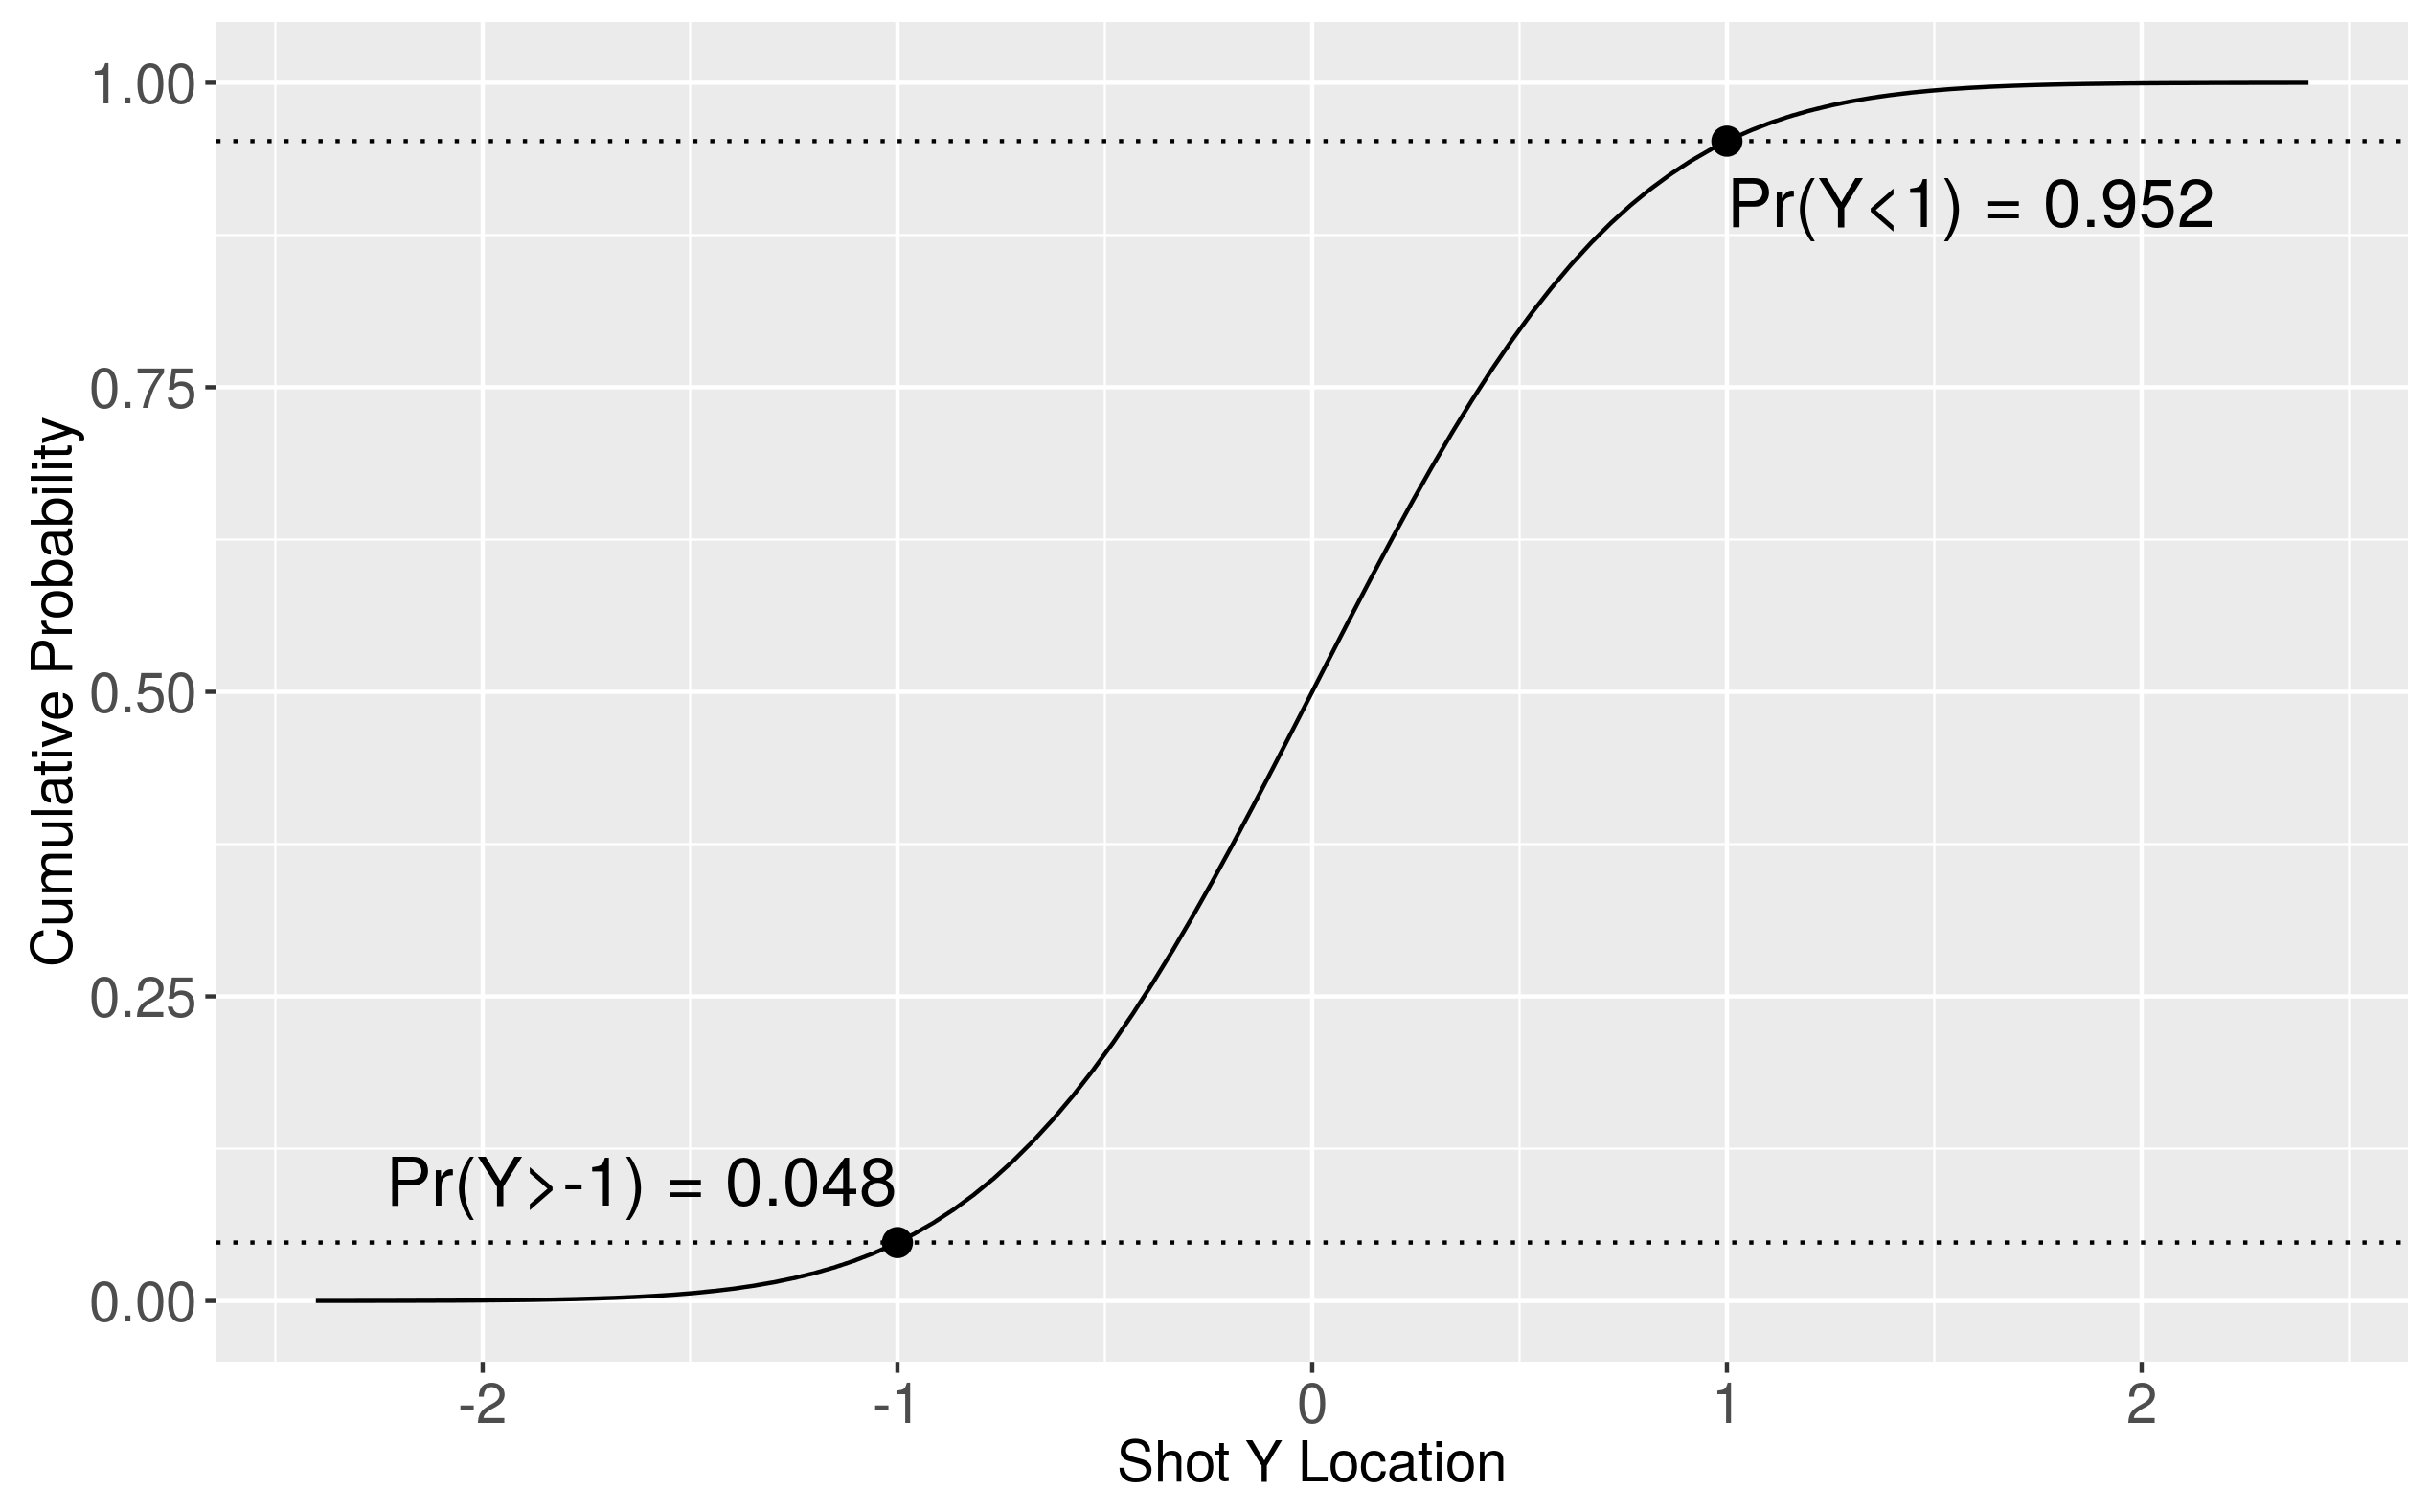 1.00
Pr(Y<1) = 0.952
0.75
Cumulative Probability
0.50
0.25
Pr(Y>-1) = 0.048
0.00
-2 -1 0 1 2
Shot Y Location